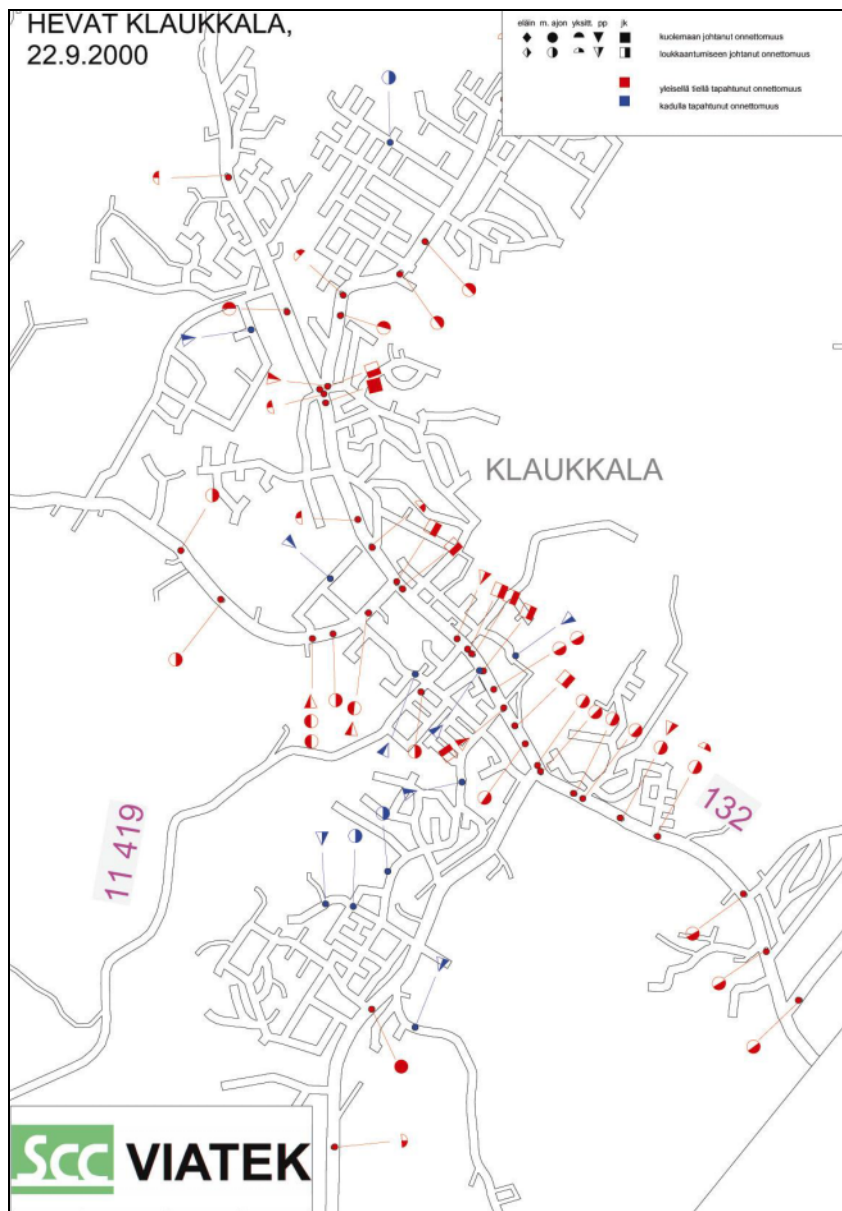 HEVAT KLAUKKALA,
22.9.2000
eläin m. ajon yksitt. pp jk
kuolemaan johtanut onnettomuus
loukkaantumiseen johtanut onnettomuus
yleisellä tiellä tapahtunut onnettomuus
kadulla tapahtunut onnettomuus
KLAUKKALA
132
11 419
SCC VIATEK